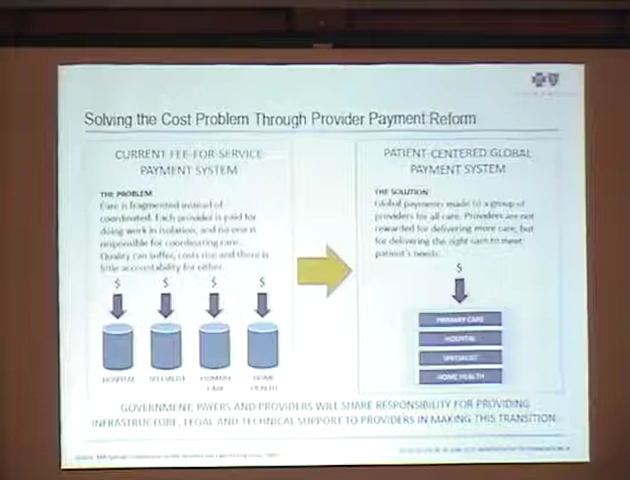 Solving the Cost Problem Through Provider Payment Reform
CURRENT FEE-FOR-SERVICE
PAYMENT SYSTEM
THE PROBLEM
Care is fragmented instead of
coordinated. Each provider is paid for
doing work in isolation, and no one is
responsible for coordinating care.
Quality can suffer, costs rise and there is
little accountability for either.
$ $ $ $
HOSPITAL SPECIALIST PRIMARY CARE HOME HEALTH
PATIENT-CENTERED GLOBAL
PAYMENT SYSTEM
THE SOLUTION
Global payments made to a group of
providers for all care. Providers are not
rewarded for delivering more care, but
for delivering the right care to meet
patient's needs.
$
PRIMARY CARE
HOSPITAL
SPECIALIST
HOME HEALTH
GOVERNMENT, PAYERS AND PROVIDERS WILL SHARE RESPONSIBILITY FOR PROVIDING
INFRASTRUCTURE, LEGAL AND TECHNICAL SUPPORT TO PROVIDERS IN MAKING THIS TRANSITION.